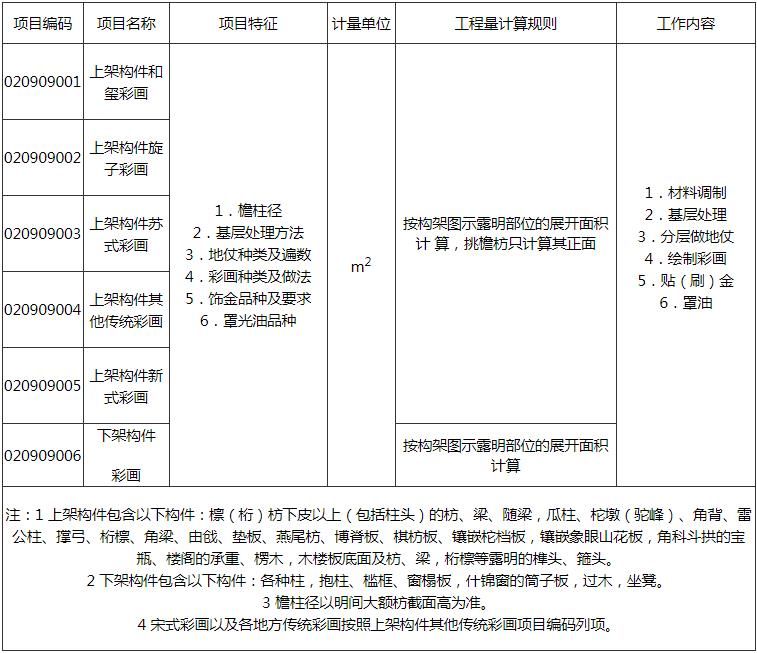 项目编码 项目名称 项目特征 计量单位 工程量计算规则 工作内容
020909001
上架构件和
玺彩画
020909002
上架构件旋
子彩画
020909003
上架构件苏
式彩画
020909004
上架构件其
他传统彩画
020909005
上架构件新
式彩画
020909006
下架构件
彩画
1．檐柱径
2．基层处理方法
3．地仗种类及遍数
4．彩画种类及做法
5．饰金品种及要求
6．罩光油品种
m2
按构架图示露明部位的展开面积
计 算，挑檐枋只计算其正面
按构架图示露明部位的展开面积
计算
1．材料调制
2．基层处理
3．分层做地仗
4．绘制彩画
5．贴（刷）金
6．罩油
注：1 上架构件包含以下构件：檩（桁）枋下皮以上（包括柱头）的枋、梁、随梁，瓜柱、柁墩（驼峰）、角背、雷
公柱、撑弓、桁檩、角梁、由戗、垫板、燕尾枋、博脊板、棋枋板、镶嵌柁档板，镶嵌象眼山花板，角科斗拱的宝
瓶、楼阁的承重、楞木，木楼板底面及枋、梁，桁檩等露明的榫头、箍头。
2 下架构件包含以下构件：各种柱，抱柱、槛框、窗榻板，什锦窗的筒子板，过木，坐凳。
3 檐柱径以明间大额枋截面高为准。
4 宋式彩画以及各地方传统彩画按照上架构件其他传统彩画项目编码列项。